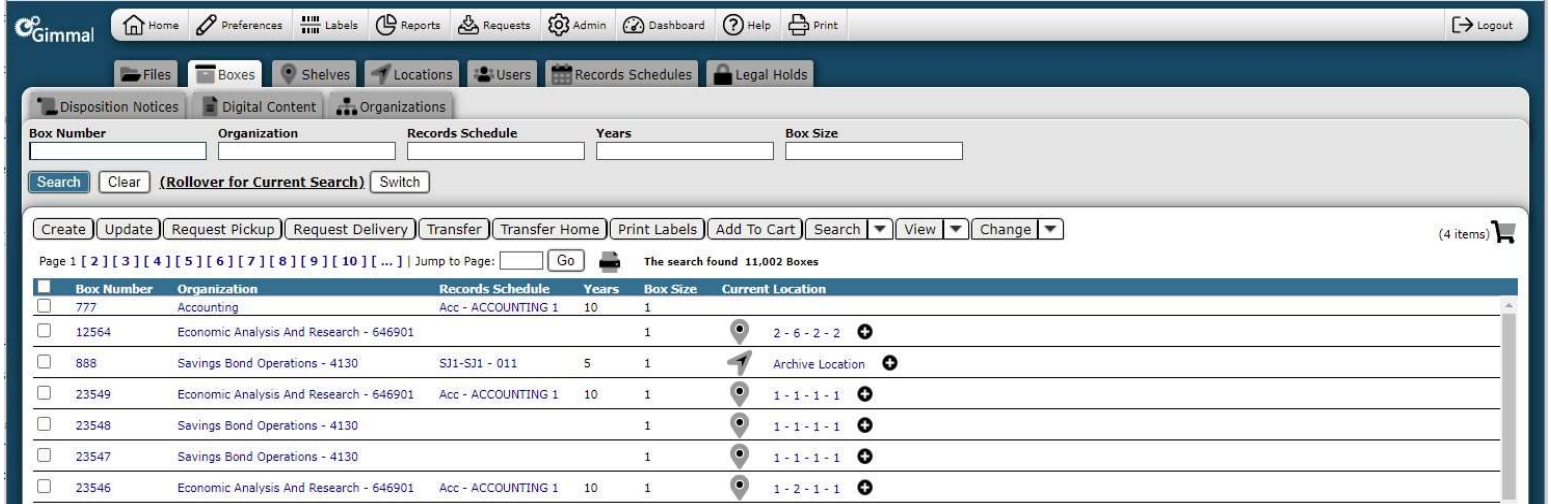 Gimmal Home Preferences Labels Reports Requests Admin Dashboard Help Print Logout
Files Boxes Shelves Locations Users Records Schedules Legal Holds
Disposition Notices Digital Content Organizations
Box Number Organization Records Schedule Years Box Size
Search Clear (Rollover for Current Search) Switch
Create Update Request Pickup Request Delivery Transfer Transfer Home Print Labels Add To Cart Search View Change (4 items)
Page 1 [ 2 ] [ 3 ] [ 4 ] [ 5 ] [ 6 ] [ 7 ] [ 8 ] [ 9 ] [ 10 ] [ ... ] | Jump to Page: Go The search found 11,002 Boxes
Box Number Organization Records Schedule Years Box Size Current Location
777 Accounting Acc - ACCOUNTING 1 10 1
12564 Economic Analysis And Research - 646901 1 2 - 6 - 2 - 2
888 Savings Bond Operations - 4130 SJ1-SJ1 - 011 5 1 Archive Location
23549 Economic Analysis And Research - 646901 Acc - ACCOUNTING 1 10 1 1 - 1 - 1 - 1
23548 Savings Bond Operations - 4130 1 1 - 1 - 1 - 1
23547 Savings Bond Operations - 4130 1 1 - 1 - 1 - 1
23546 Economic Analysis And Research - 646901 Acc - ACCOUNTING 1 10 1 1 - 2 - 1 - 1